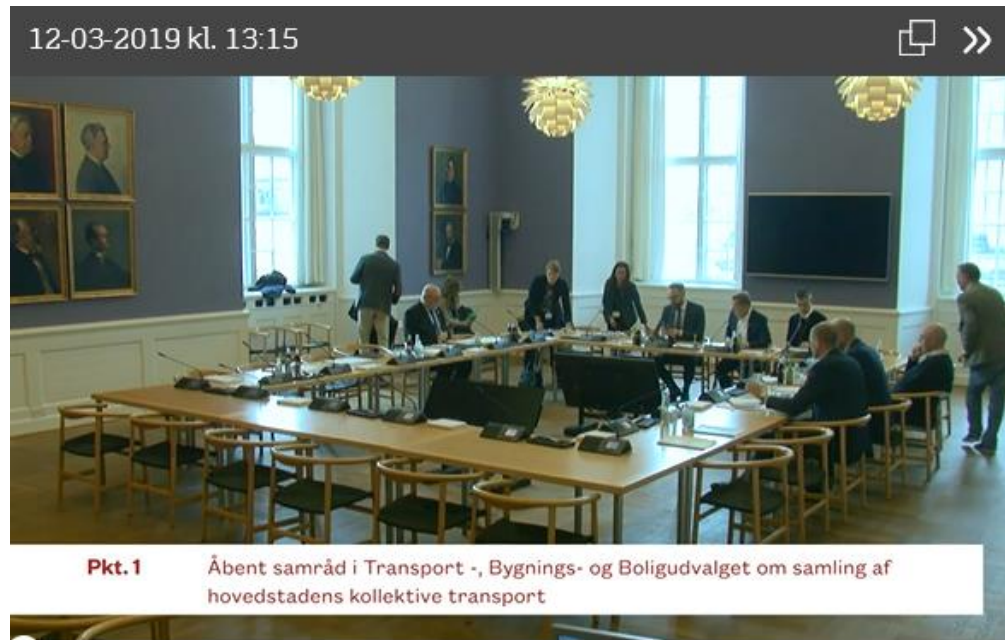 12-03-2019 kl. 13:15
Pkt. 1 Åbent samråd i Transport -, Bygnings- og Boligudvalget om samling af
hovedstadens kollektive transport